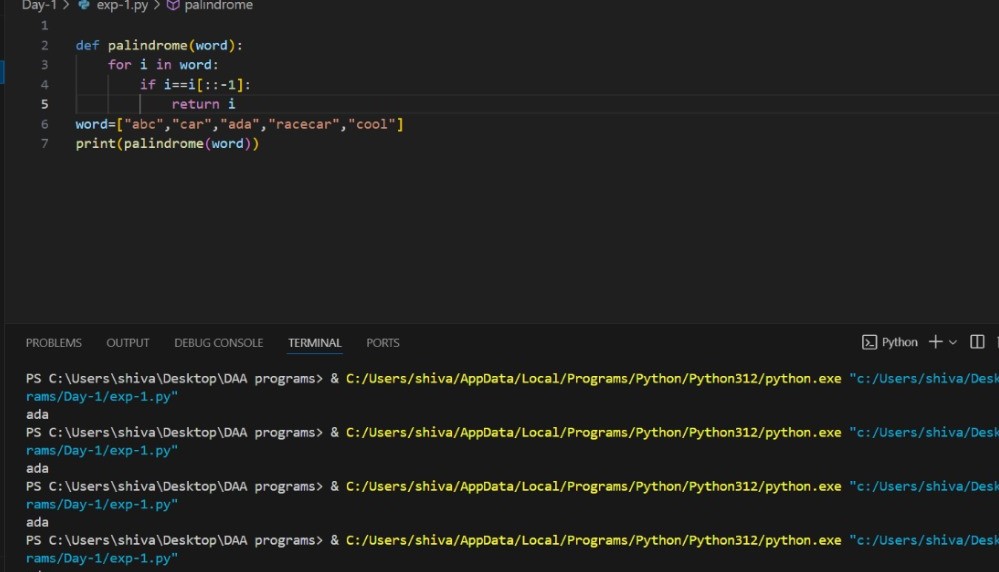 Day-1 > exp-1.py > palindrome
1
2 def palindrome(word):
3 for i in word:
4 if i==i[::-1]:
5 return i
6 word=["abc","car","ada","racecar","cool"]
7 print(palindrome(word))
PROBLEMS OUTPUT DEBUG CONSOLE TERMINAL PORTS Python
PS C:\Users\shiva\Desktop\DAA programs> & C:/Users/shiva/AppData/Local/Programs/Python/Python312/python.exe "c:/Users/shiva/Desk
rams/Day-1/exp-1.py"
ada
PS C:\Users\shiva\Desktop\DAA programs> & C:/Users/shiva/AppData/Local/Programs/Python/Python312/python.exe "c:/Users/shiva/Desk
rams/Day-1/exp-1.py"
ada
PS C:\Users\shiva\Desktop\DAA programs> & C:/Users/shiva/AppData/Local/Programs/Python/Python312/python.exe "c:/Users/shiva/Desk
rams/Day-1/exp-1.py"
ada
PS C:\Users\shiva\Desktop\DAA programs> & C:/Users/shiva/AppData/Local/Programs/Python/Python312/python.exe "c:/Users/shiva/Desk
rams/Day-1/exp-1.py"